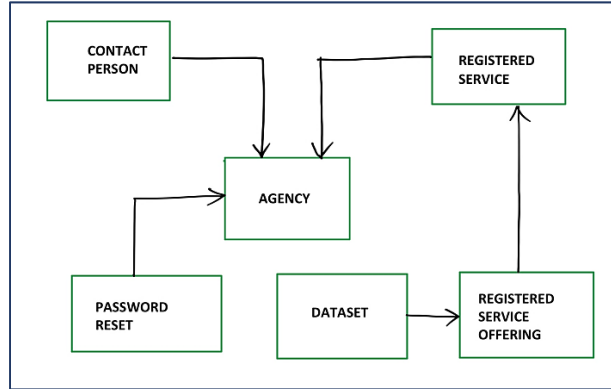 CONTACT
PERSON
REGISTERED
SERVICE
AGENCY
PASSWORD
RESET
DATASET
REGISTERED
SERVICE
OFFERING